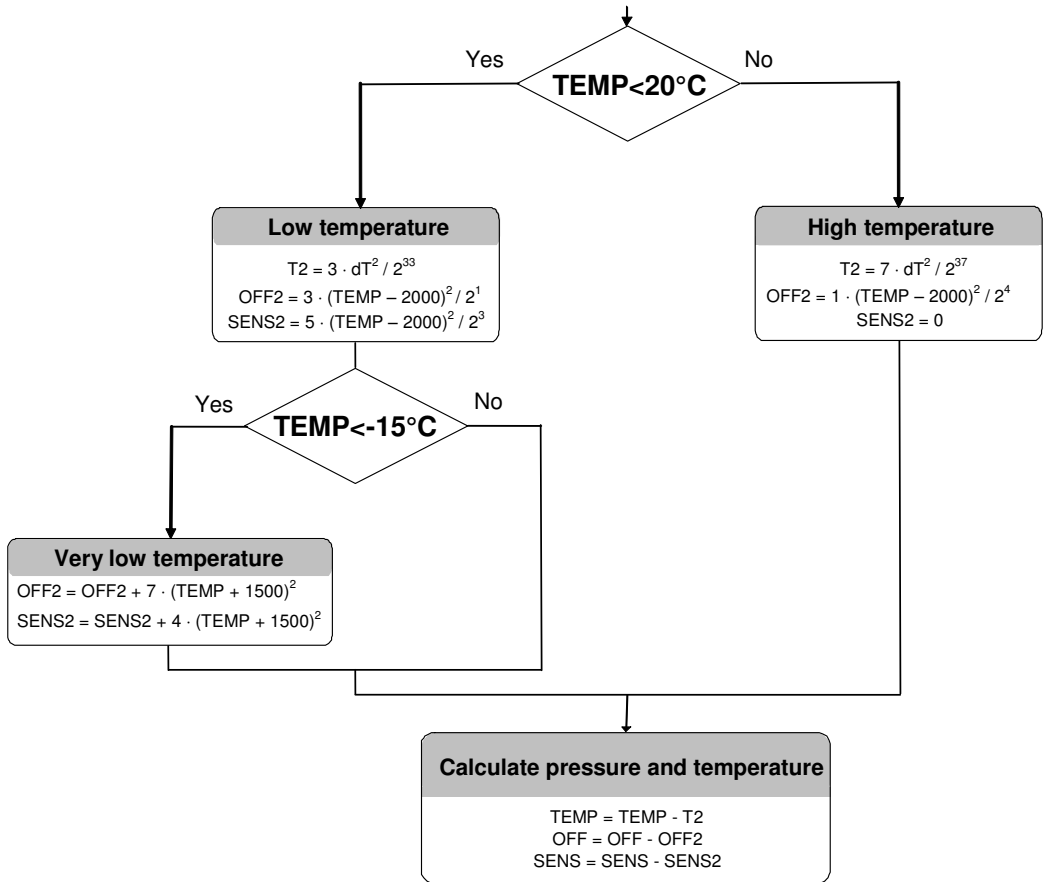 Yes
No
TEMP<20°C
Low temperature
T2 = 3 · dT² / 2³³
OFF2 = 3 · (TEMP – 2000)² / 2¹
SENS2 = 5 · (TEMP – 2000)² / 2³
High temperature
T2 = 7 · dT² / 2³⁷
OFF2 = 1 · (TEMP – 2000)² / 2⁴
SENS2 = 0
Yes
No
TEMP<-15°C
Very low temperature
OFF2 = OFF2 + 7 · (TEMP + 1500)²
SENS2 = SENS2 + 4 · (TEMP + 1500)²
Calculate pressure and temperature
TEMP = TEMP - T2
OFF = OFF - OFF2
SENS = SENS - SENS2